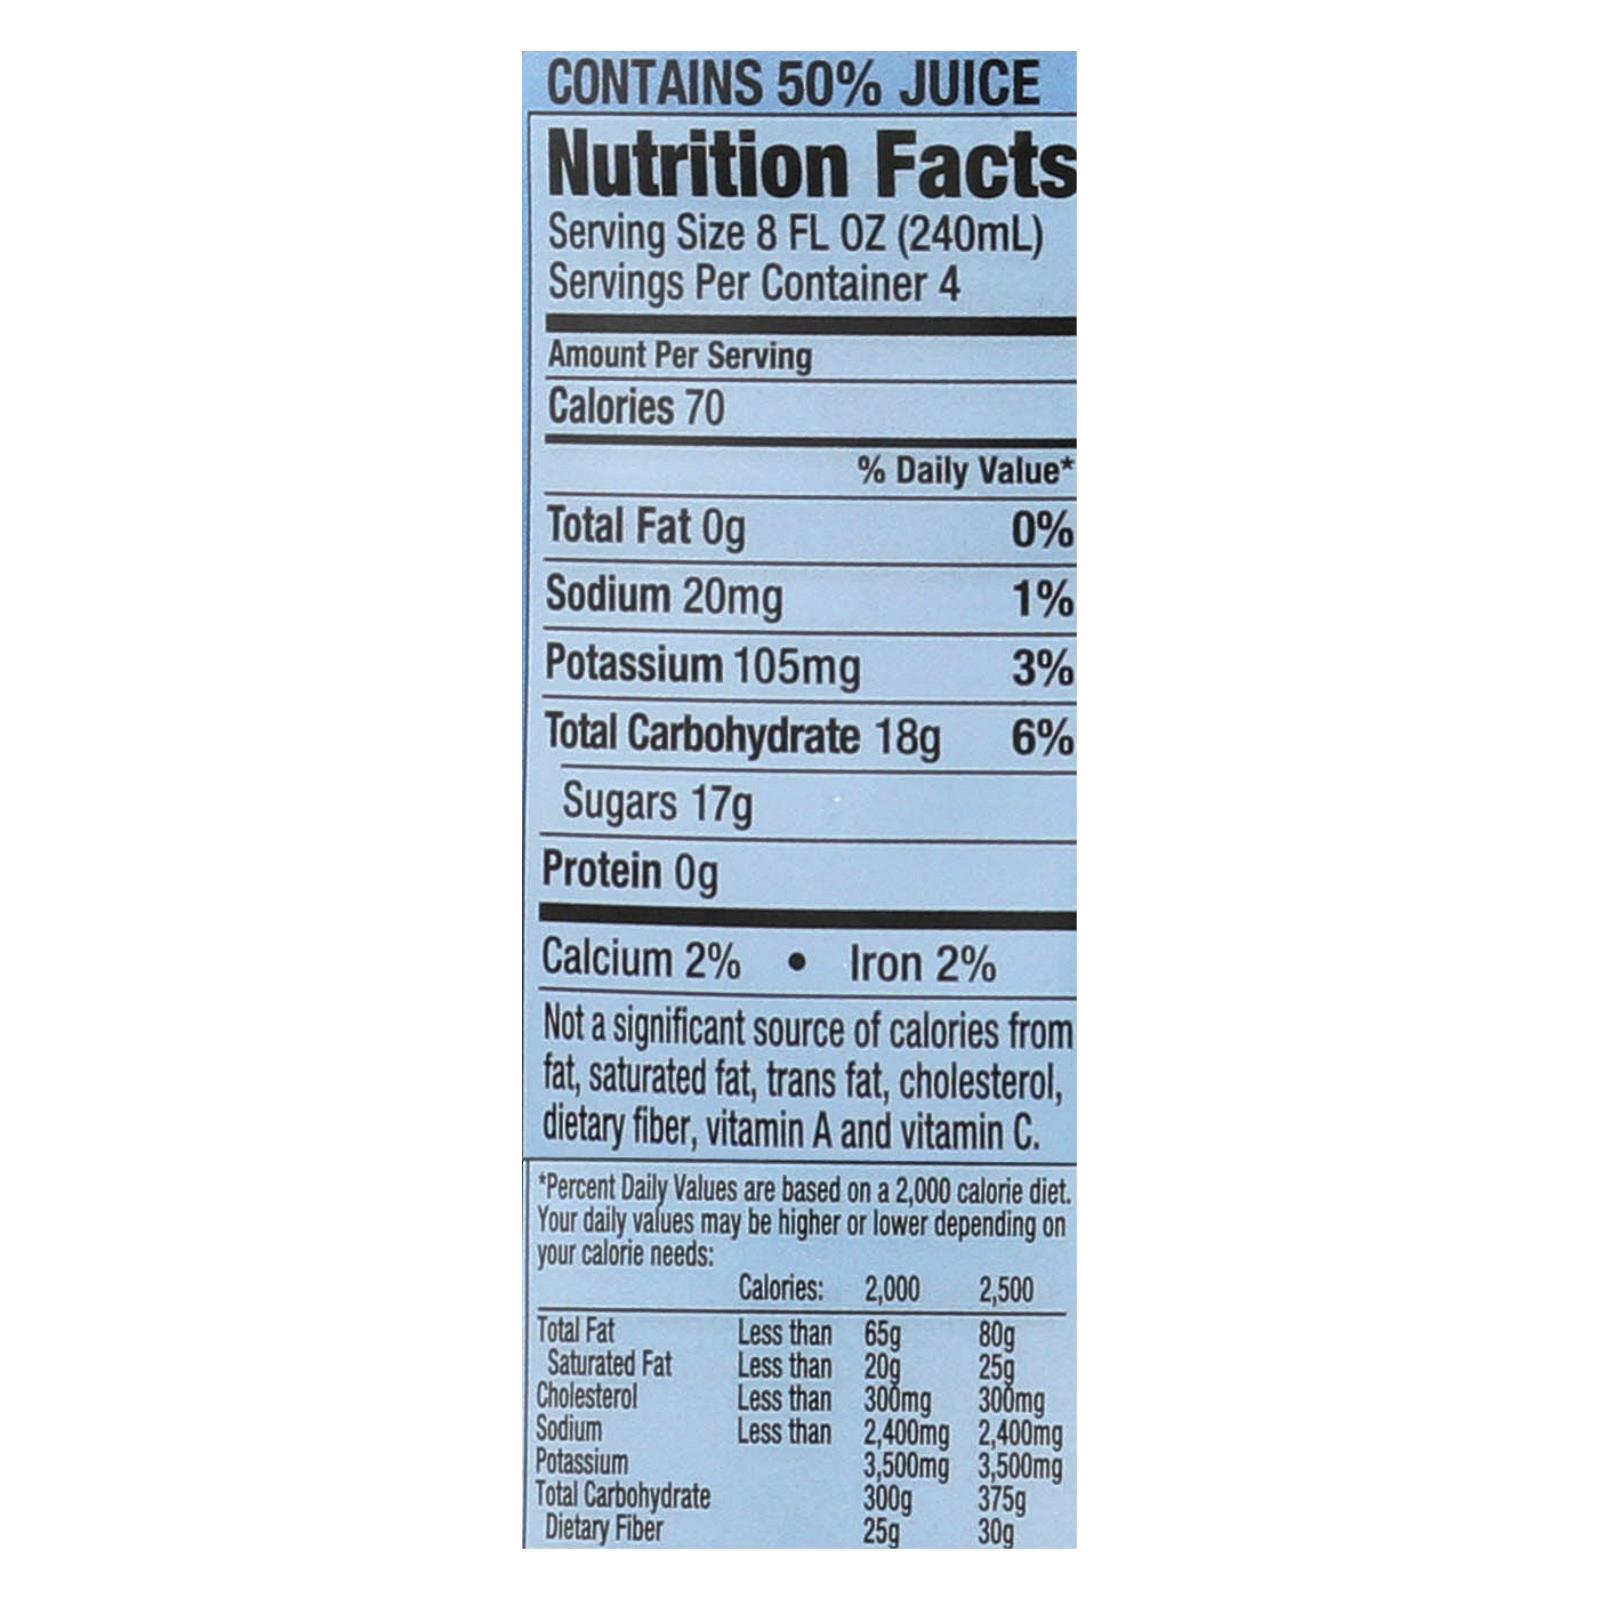 CONTAINS 50% JUICE
Nutrition Facts
Serving Size 8 FL OZ (240mL)
Servings Per Container 4
Amount Per Serving
Calories 70
% Daily Value*
Total Fat 0g 0%
Sodium 20mg 1%
Potassium 105mg 3%
Total Carbohydrate 18g 6%
Sugars 17g
Protein 0g
Calcium 2% • Iron 2%
Not a significant source of calories from
fat, saturated fat, trans fat, cholesterol,
dietary fiber, vitamin A and vitamin C.
*Percent Daily Values are based on a 2,000 calorie diet.
Your daily values may be higher or lower depending on
your calorie needs:
Calories: 2,000 2,500
Total Fat Less than 65g 80g
Saturated Fat Less than 20g 25g
Cholesterol Less than 300mg 300mg
Sodium Less than 2,400mg 2,400mg
Potassium 3,500mg 3,500mg
Total Carbohydrate 300g 375g
Dietary Fiber 25g 30g